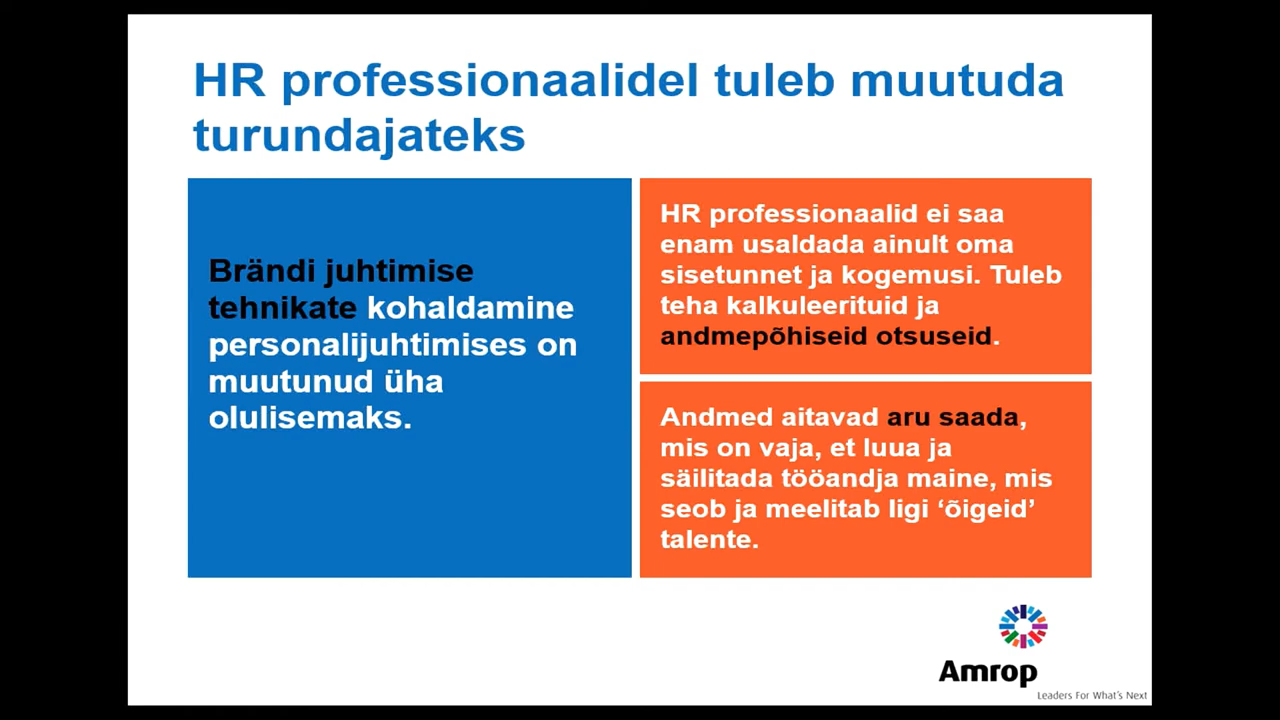 HR professionaalidel tuleb muutuda
turundajateks
Brändi juhtimise
tehnikate kohaldamine
personalijuhtimises on
muutunud üha
olulisemaks.
HR professionaalid ei saa
enam usaldada ainult oma
sisetunnet ja kogemusi. Tuleb
teha kalkuleerituid ja
andmepõhiseid otsuseid.
Andmed aitavad aru saada,
mis on vaja, et luua ja
säilitada tööandja maine, mis
seob ja meelitab ligi ‘õigeid’
talente.
Amrop
Leaders For What's Next